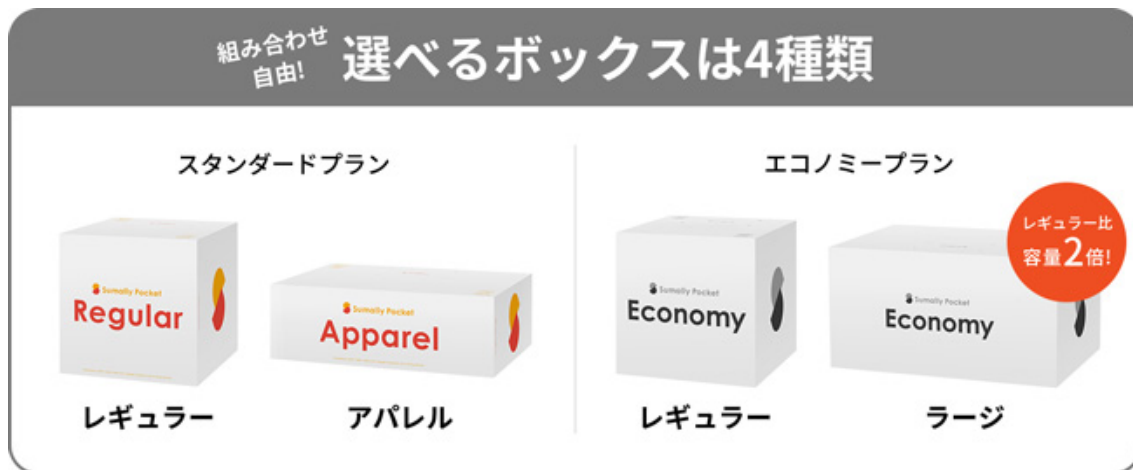 組み合わせ
自由!
選べるボックスは4種類
スタンダードプラン
エコノミープラン
Sumally Pocket
Regular
レギュラー
Sumally Pocket
Apparel
アパレル
Sumally Pocket
Economy
レギュラー
レギュラー比
容量2倍!
Sumally Pocket
Economy
ラージ